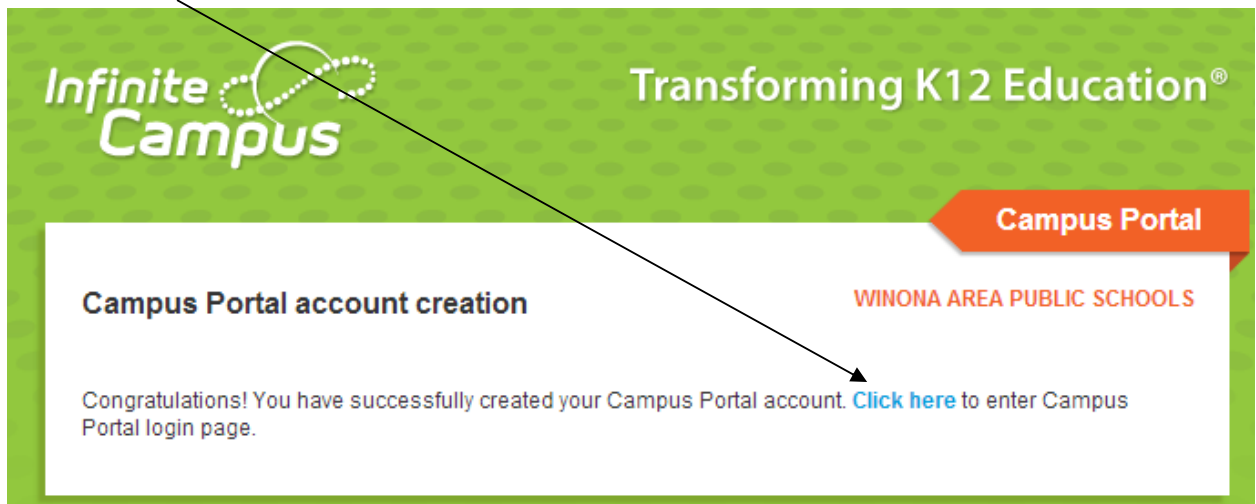 Infinite
Campus
Transforming K12 Education®
Campus Portal
Campus Portal account creation
WINONA AREA PUBLIC SCHOOLS
Congratulations! You have successfully created your Campus Portal account. Click here to enter Campus
Portal login page.